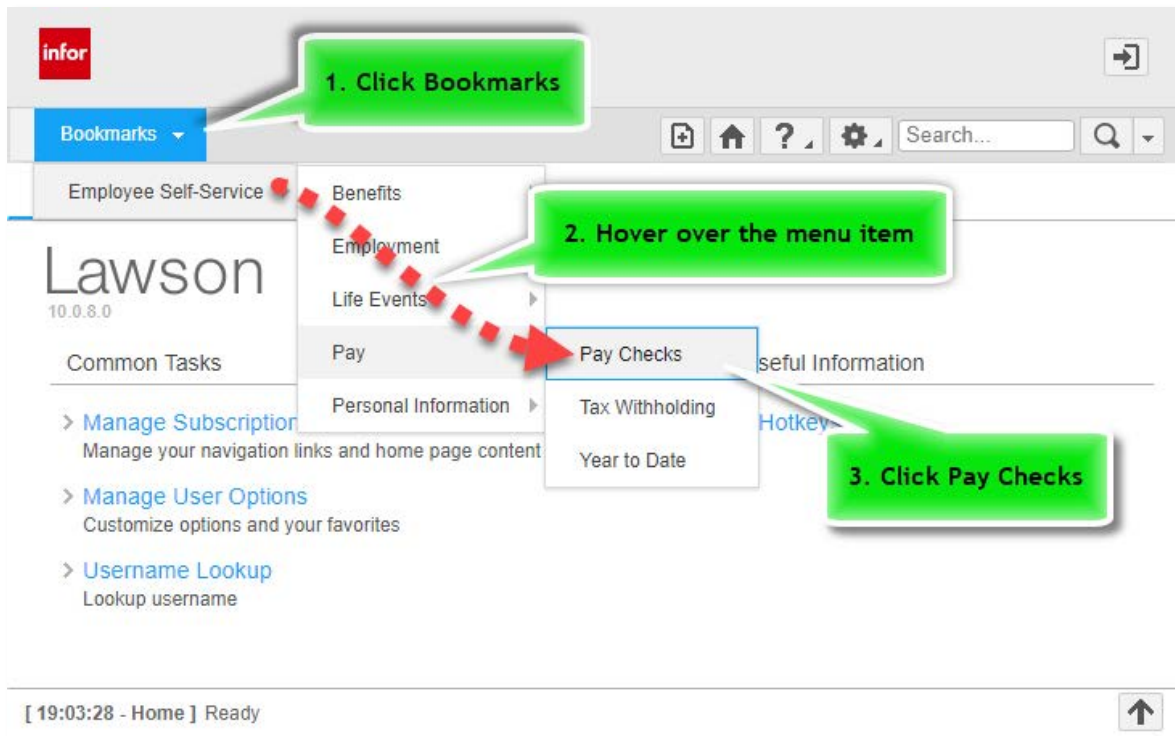 infor
1. Click Bookmarks
Bookmarks
?
Search...
Employee Self-Service
Benefits
2. Hover over the menu item
Employment
Lawson
10.0.8.0
Life Events
Pay
Pay Checks
Common Tasks
seful Information
Personal Information
Tax Withholding
Manage Subscription
Hotkey
Manage your navigation links and home page content
Year to Date
3. Click Pay Checks
Manage User Options
Customize options and your favorites
Username Lookup
Lookup username
[ 19:03:28 - Home ] Ready